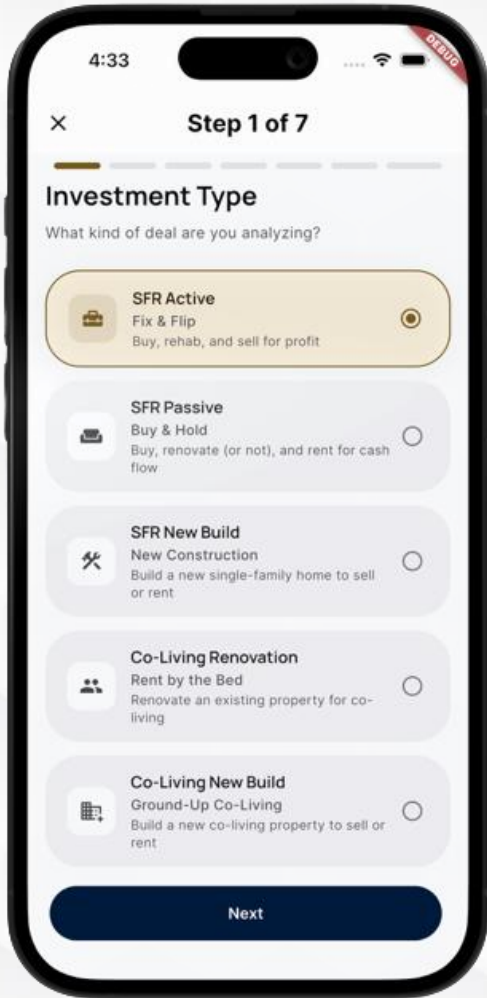 4:33
DEBUG
Step 1 of 7
Investment Type
What kind of deal are you analyzing?
SFR Active
Fix & Flip
Buy, rehab, and sell for profit
SFR Passive
Buy & Hold
Buy, renovate (or not), and rent for cash
flow
SFR New Build
New Construction
Build a new single-family home to sell
or rent
Co-Living Renovation
Rent by the Bed
Renovate an existing property for co-
living
Co-Living New Build
Ground-Up Co-Living
Build a new co-living property to sell or
rent
Next